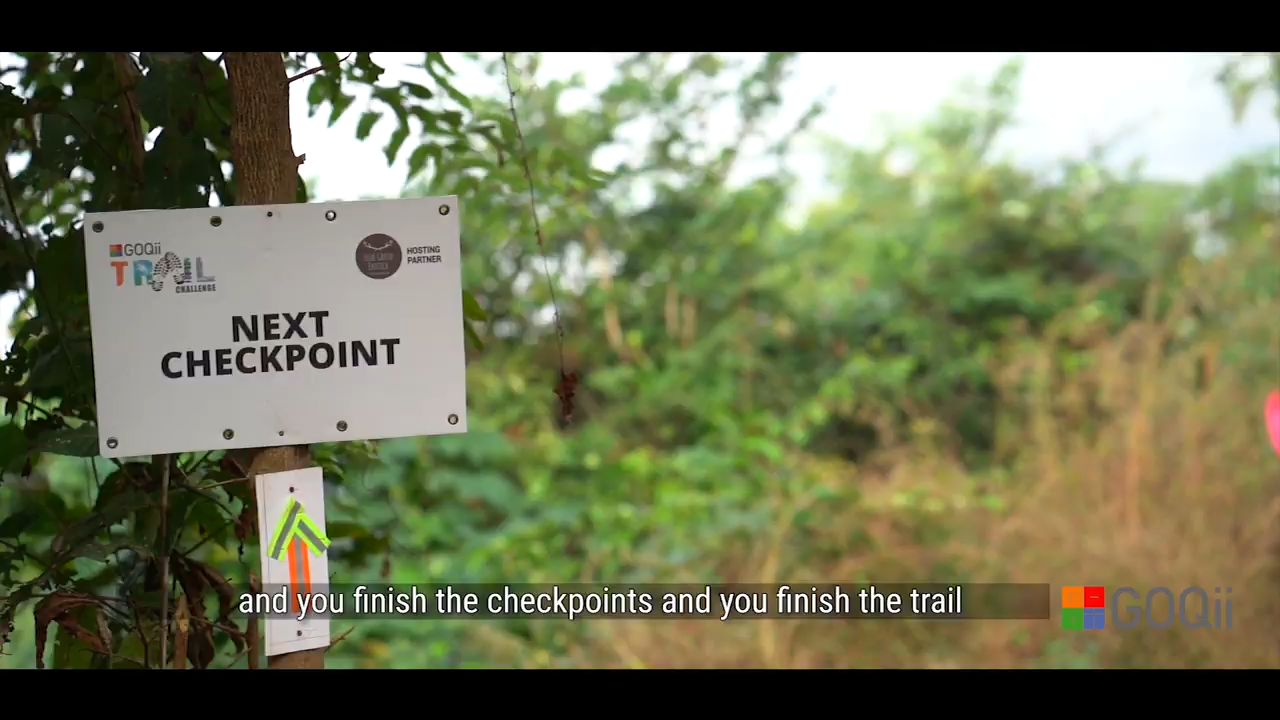 GOQii
TRAIL
CHALLENGE
HOSTING
PARTNER
NEXT
CHECKPOINT
and you finish the checkpoints and you finish the trail
GOQii